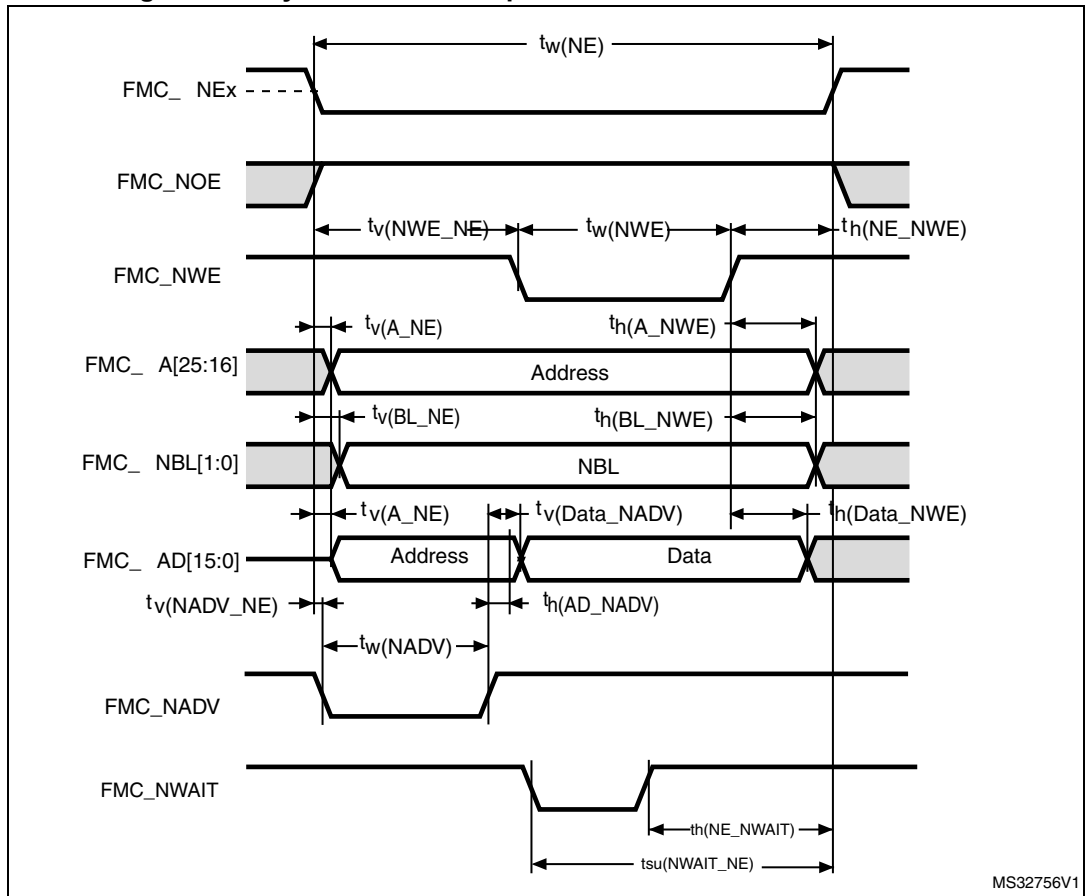 tw(NE)
FMC_ NEx
FMC_NOE
tv(NWE_NE)
tw(NWE)
th(NE_NWE)
FMC_NWE
tv(A_NE)
th(A_NWE)
FMC_ A[25:16]
Address
tv(BL_NE)
th(BL_NWE)
FMC_ NBL[1:0]
NBL
tv(A_NE)
tv(Data_NADV)
th(Data_NWE)
FMC_ AD[15:0]
Address
Data
tv(NADV_NE)
th(AD_NADV)
tw(NADV)
FMC_NADV
FMC_NWAIT
th(NE_NWAIT)
tsu(NWAIT_NE)
MS32756V1